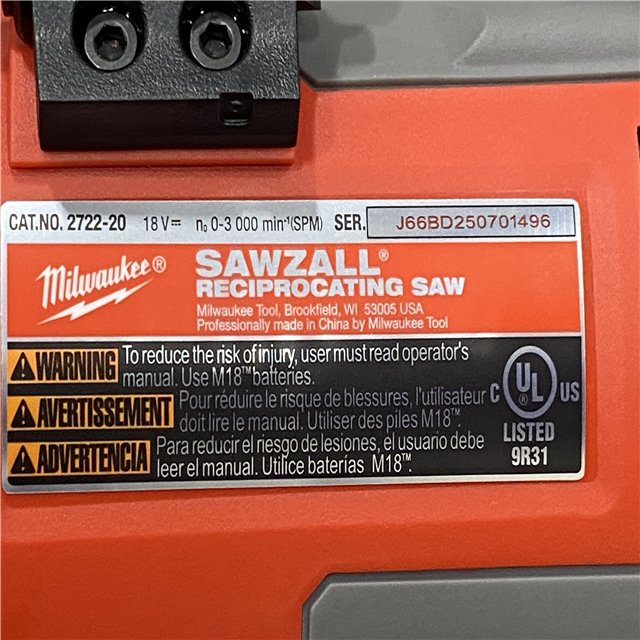 CAT.NO. 2722-20 18 V⎓ n₀ 0-3 000 min⁻¹(SPM) SER. J66BD250701496
Milwaukee®
SAWZALL®
RECIPROCATING SAW
Milwaukee Tool, Brookfield, WI 53005 USA
Professionally made in China by Milwaukee Tool
WARNING To reduce the risk of injury, user must read operator's
manual. Use M18™ batteries.
AVERTISSEMENT Pour réduire le risque de blessures, l'utilisateur
doit lire le manual. Utiliser des piles M18™.
ADVERTENCIA Para reducir el riesgo de lesiones, el usuario debe
leer el manual. Utilice baterías M18™.
C UL® US
LISTED
9R31